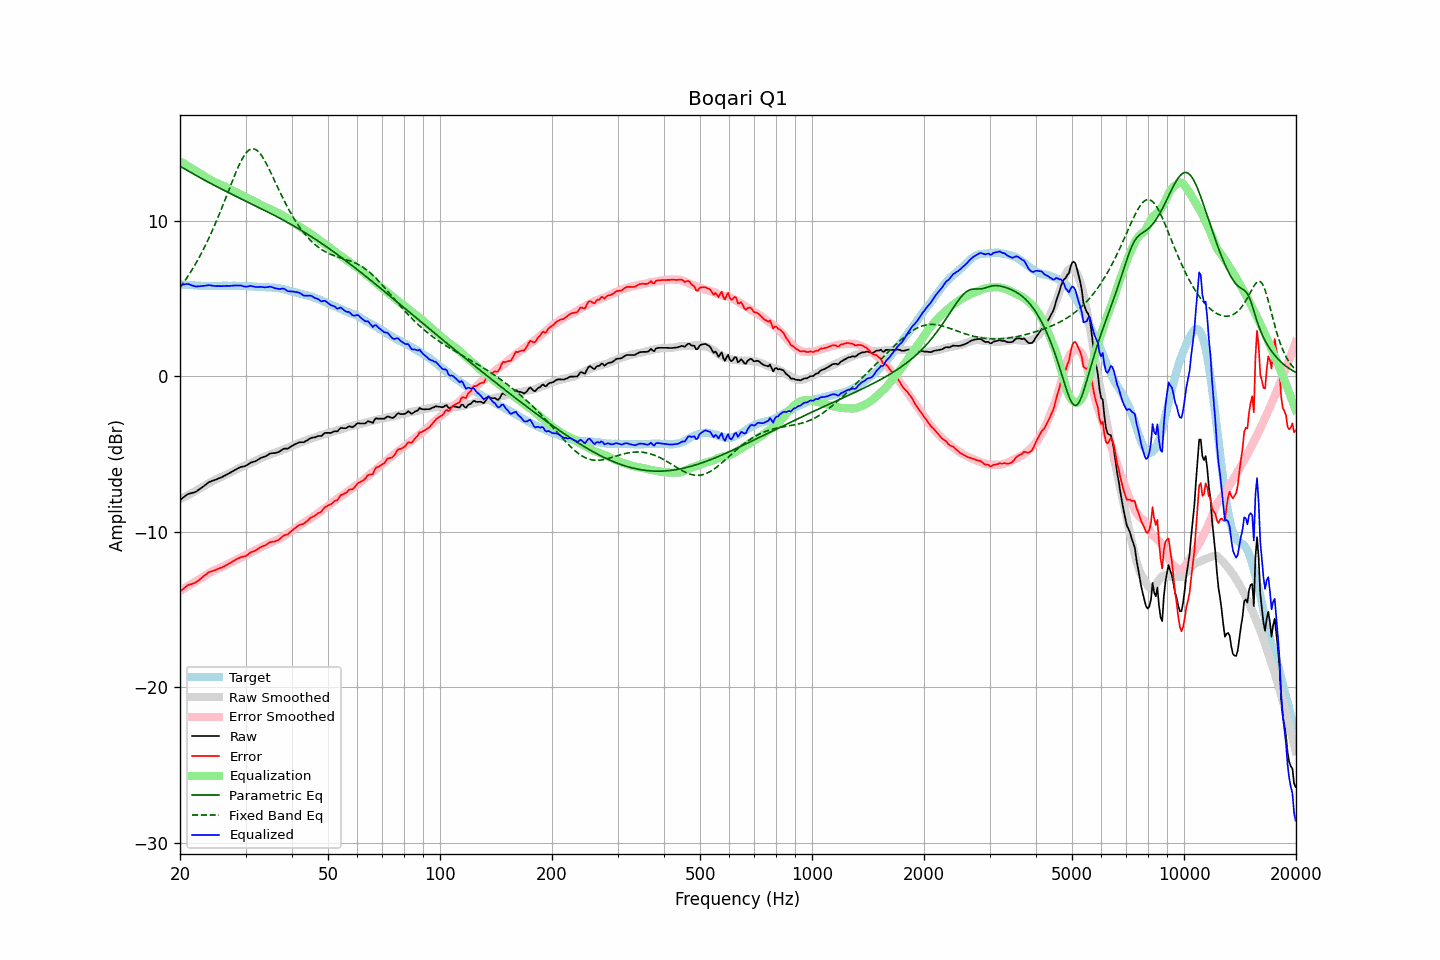 Boqari Q1
Amplitude (dBr)
10
0
−10
−20
−30
Target
Raw Smoothed
Error Smoothed
Raw
Error
Equalization
Parametric Eq
Fixed Band Eq
Equalized
20 50 100 200 500 1000 2000 5000 10000 20000
Frequency (Hz)